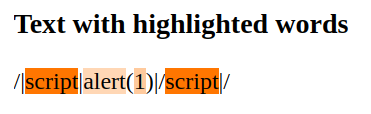 Text with highlighted words
/|script|alert(1)|/script|/